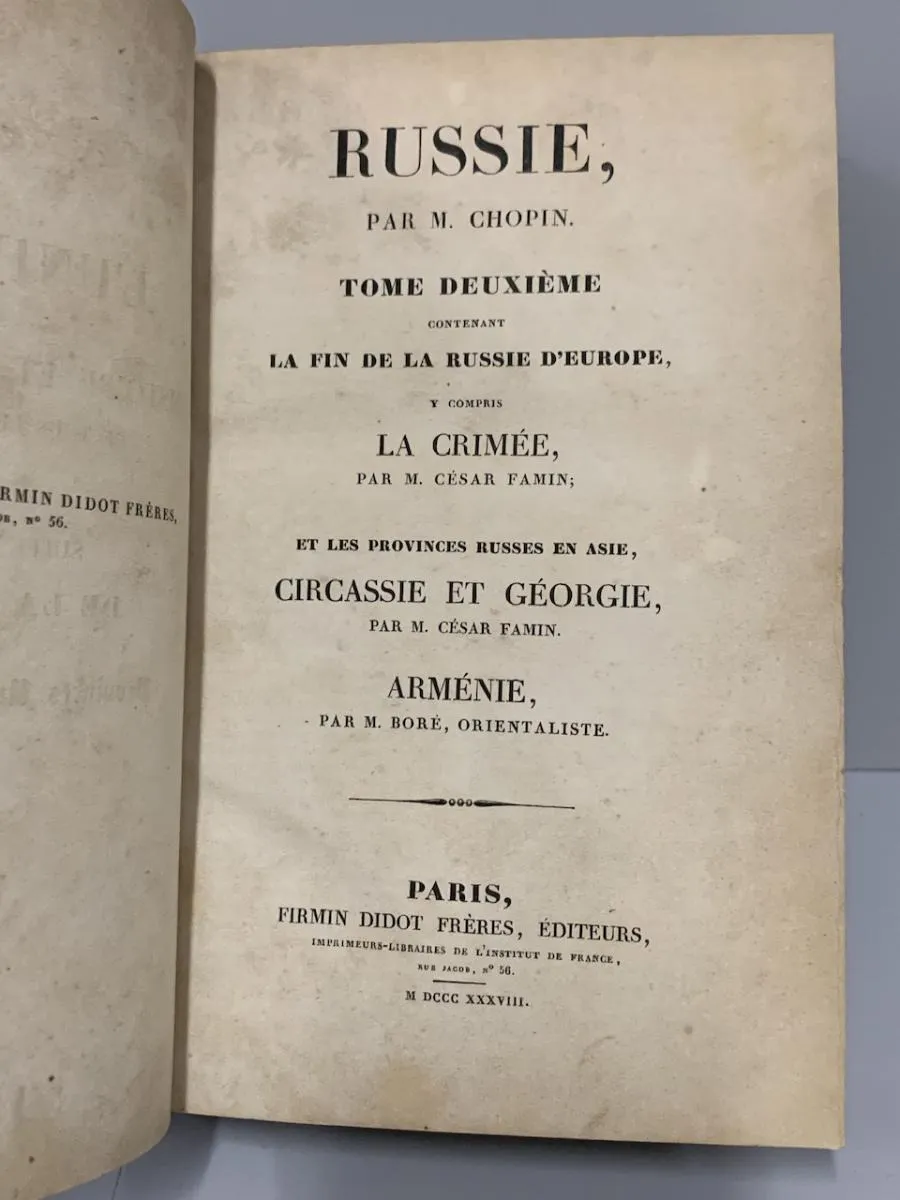 RMIN DIDOT FRÈRES,
OB, Nº 56.
RUSSIE,
PAR M. CHOPIN.
TOME DEUXIÈME
CONTENANT
LA FIN DE LA RUSSIE D'EUROPE,
Y COMPRIS
LA CRIMÉE,
PAR M. CÉSAR FAMIN;
ET LES PROVINCES RUSSES EN ASIE,
CIRCASSIE ET GÉORGIE,
PAR M. CÉSAR FAMIN.
ARMÉNIE,
PAR M. BORÉ, ORIENTALISTE.
PARIS,
FIRMIN DIDOT FRÈRES, ÉDITEURS,
IMPRIMEURS-LIBRAIRES DE L'INSTITUT DE FRANCE,
RUE JACOB, Nº 56.
M DCCC XXXVIII.